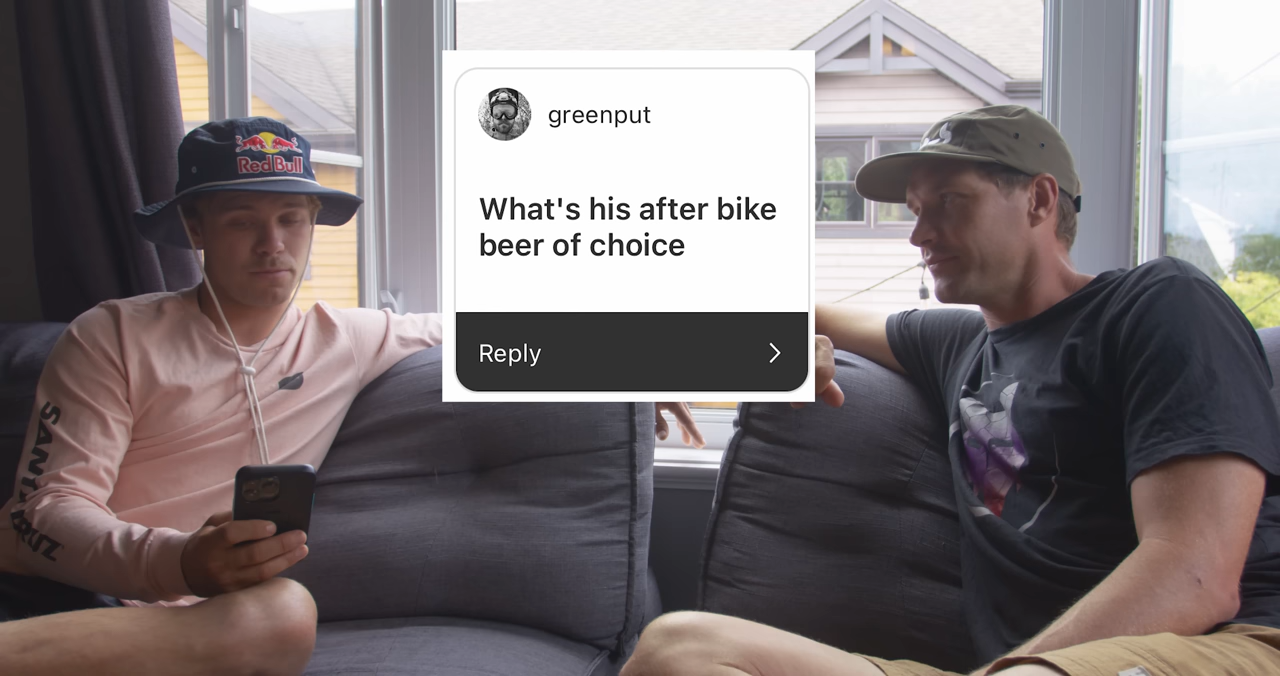 greenput
What's his after bike
beer of choice
Reply
Red Bull
SANTA CRUZ